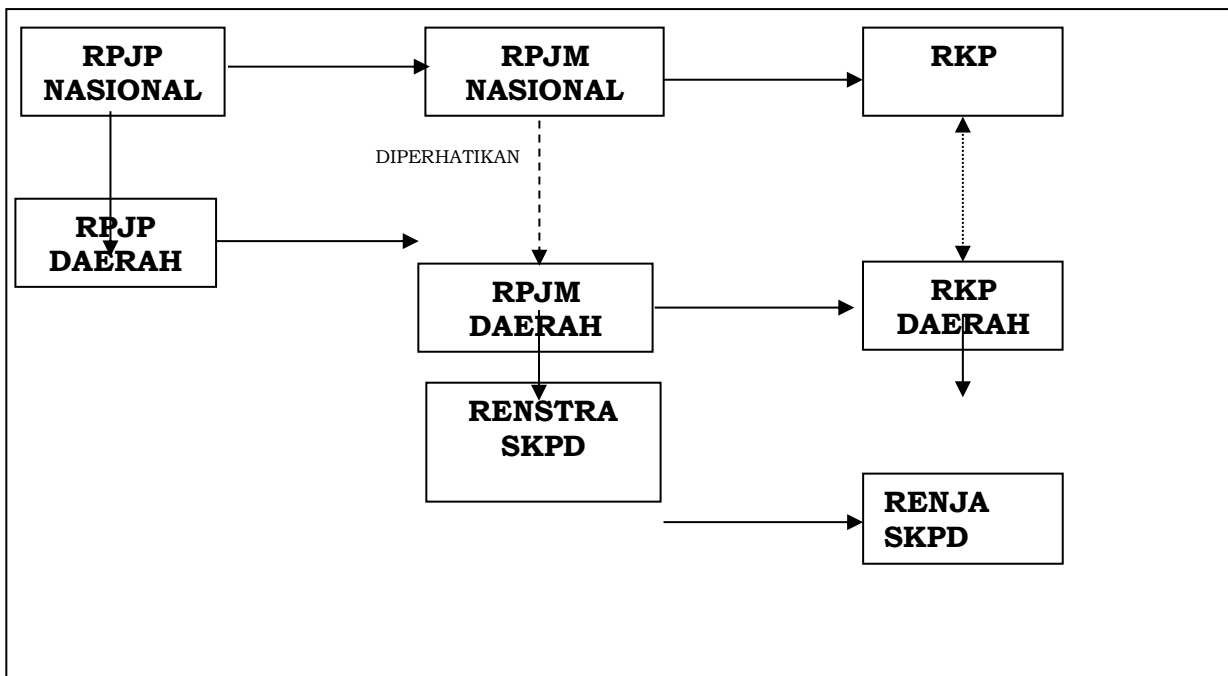 RPJP
NASIONAL
RPJM
NASIONAL
RKP
DIPERHATIKAN
RPJP
DAERAH
RPJM
DAERAH
RKP
DAERAH
RENSTRA
SKPD
RENJA
SKPD